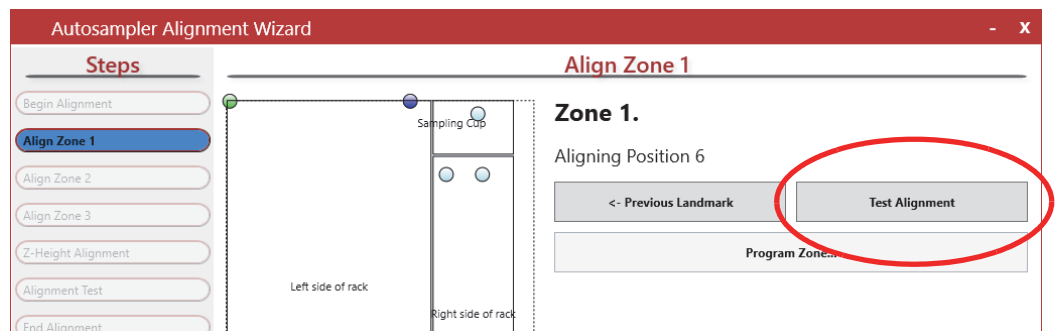 Autosampler Alignment Wizard
- X
Steps
Align Zone 1
Begin Alignment
Align Zone 1
Align Zone 2
Align Zone 3
Z-Height Alignment
Alignment Test
End Alignment
Sampling Cup
Left side of rack
Right side of rack
Zone 1.
Aligning Position 6
<- Previous Landmark
Test Alignment
Program Zone...